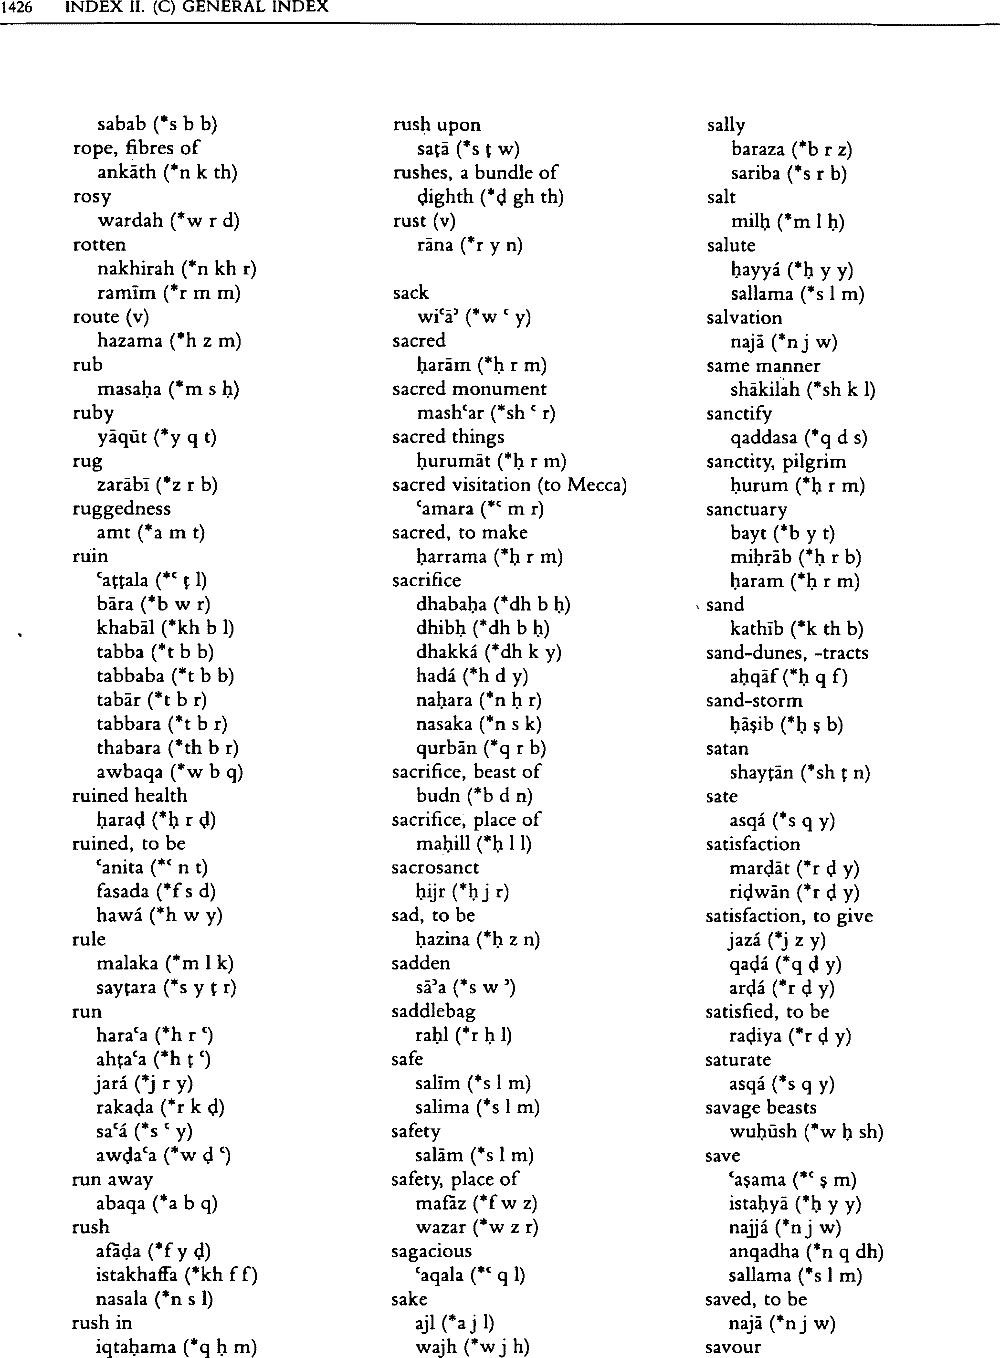 1426 INDEX II. (C) GENERAL INDEX
sabab (*s b b)
rope, fibres of
ankāth (*n k th)
rosy
wardah (*w r d)
rotten
nakhirah (*n kh r)
ramīm (*r m m)
route (v)
hazama (*h z m)
rub
masaḥa (*m s ḥ)
ruby
yāqūt (*y q t)
rug
zarābī (*z r b)
ruggedness
amt (*a m t)
ruin
ʿaṭṭala (*ʿ ṭ l)
bāra (*b w r)
khabāl (*kh b l)
tabba (*t b b)
tabbaba (*t b b)
tabār (*t b r)
tabbara (*t b r)
thabara (*th b r)
awbaqa (*w b q)
ruined health
ḥaraḍ (*ḥ r ḍ)
ruined, to be
ʿanita (*ʿ n t)
fasada (*f s d)
hawá (*h w y)
rule
malaka (*m l k)
sayṭara (*s y ṭ r)
run
haraʿa (*h r ʿ)
ahṭaʿa (*h ṭ ʿ)
jará (*j r y)
rakaḍa (*r k ḍ)
saʿá (*s ʿ y)
awḍaʿa (*w ḍ ʿ)
run away
abaqa (*a b q)
rush
afāḍa (*f y ḍ)
istakhaffa (*kh f f)
nasala (*n s l)
rush in
iqtaḥama (*q ḥ m)
rush upon
saṭā (*s ṭ w)
rushes, a bundle of
ḍighth (*ḍ gh th)
rust (v)
rāna (*r y n)
sack
wiʿāʾ (*w ʿ y)
sacred
ḥarām (*ḥ r m)
sacred monument
mashʿar (*sh ʿ r)
sacred things
ḥurumāt (*ḥ r m)
sacred visitation (to Mecca)
ʿamara (*ʿ m r)
sacred, to make
ḥarrama (*ḥ r m)
sacrifice
dhabaḥa (*dh b ḥ)
dhibḥ (*dh b ḥ)
dhakká (*dh k y)
hadá (*h d y)
naḥara (*n ḥ r)
nasaka (*n s k)
qurbān (*q r b)
sacrifice, beast of
budn (*b d n)
sacrifice, place of
maḥill (*ḥ l l)
sacrosanct
ḥijr (*ḥ j r)
sad, to be
ḥazina (*ḥ z n)
sadden
sāʾa (*s w ʾ)
saddlebag
raḥl (*r ḥ l)
safe
salīm (*s l m)
salima (*s l m)
safety
salām (*s l m)
safety, place of
mafāz (*f w z)
wazar (*w z r)
sagacious
ʿaqala (*ʿ q l)
sake
ajl (*a j l)
wajh (*w j h)
sally
baraza (*b r z)
sariba (*s r b)
salt
milḥ (*m l ḥ)
salute
ḥayyá (*ḥ y y)
sallama (*s l m)
salvation
najā (*n j w)
same manner
shākilah (*sh k l)
sanctify
qaddasa (*q d s)
sanctity, pilgrim
ḥurum (*ḥ r m)
sanctuary
bayt (*b y t)
miḥrāb (*ḥ r b)
ḥaram (*ḥ r m)
sand
kathīb (*k th b)
sand-dunes, -tracts
aḥqāf (*ḥ q f)
sand-storm
ḥāṣib (*ḥ ṣ b)
satan
shayṭān (*sh ṭ n)
sate
asqá (*s q y)
satisfaction
marḍāt (*r ḍ y)
riḍwān (*r ḍ y)
satisfaction, to give
jazá (*j z y)
qaḍá (*q ḍ y)
arḍá (*r ḍ y)
satisfied, to be
raḍiya (*r ḍ y)
saturate
asqá (*s q y)
savage beasts
wuḥūsh (*w ḥ sh)
save
ʿaṣama (*ʿ ṣ m)
istaḥyā (*ḥ y y)
najjá (*n j w)
anqadha (*n q dh)
sallama (*s l m)
saved, to be
najā (*n j w)
savour